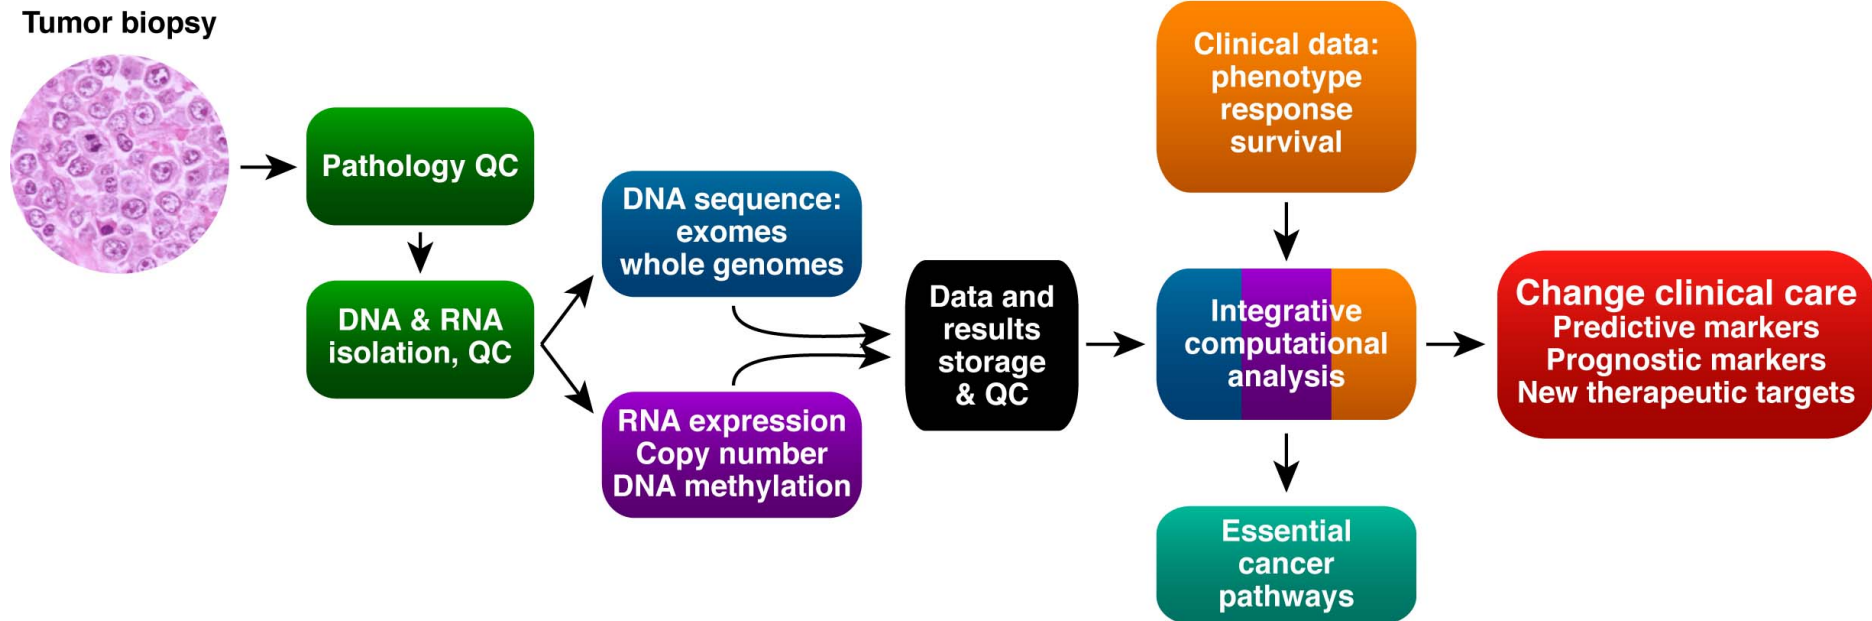 Tumor biopsy
Pathology QC
DNA & RNA
isolation, QC
DNA sequence:
exomes
whole genomes
RNA expression
Copy number
DNA methylation
Data and
results
storage
& QC
Clinical data:
phenotype
response
survival
Integrative
computational
analysis
Essential
cancer
pathways
Change clinical care
Predictive markers
Prognostic markers
New therapeutic targets